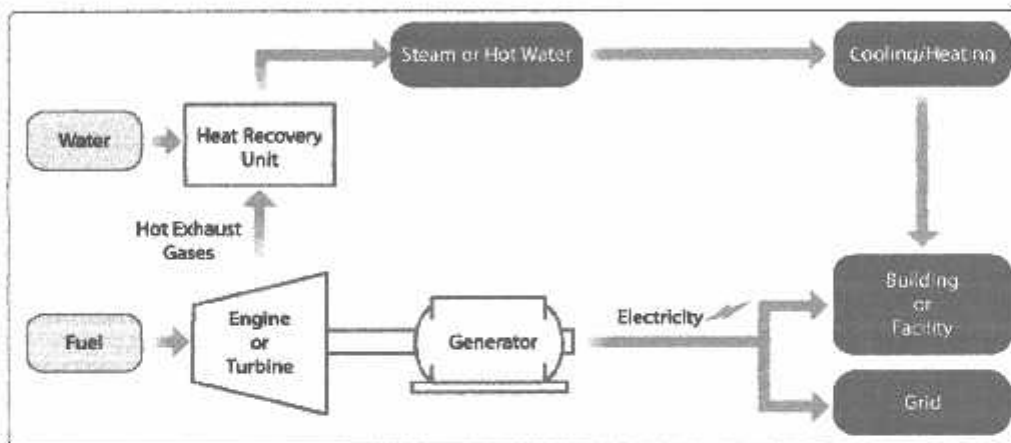 Steam or Hot Water
Cooling/Heating
Water
Heat Recovery
Unit
Hot Exhaust
Gases
Building
or
Facility
Electricity
Fuel
Engine
or
Turbine
Generator
Grid